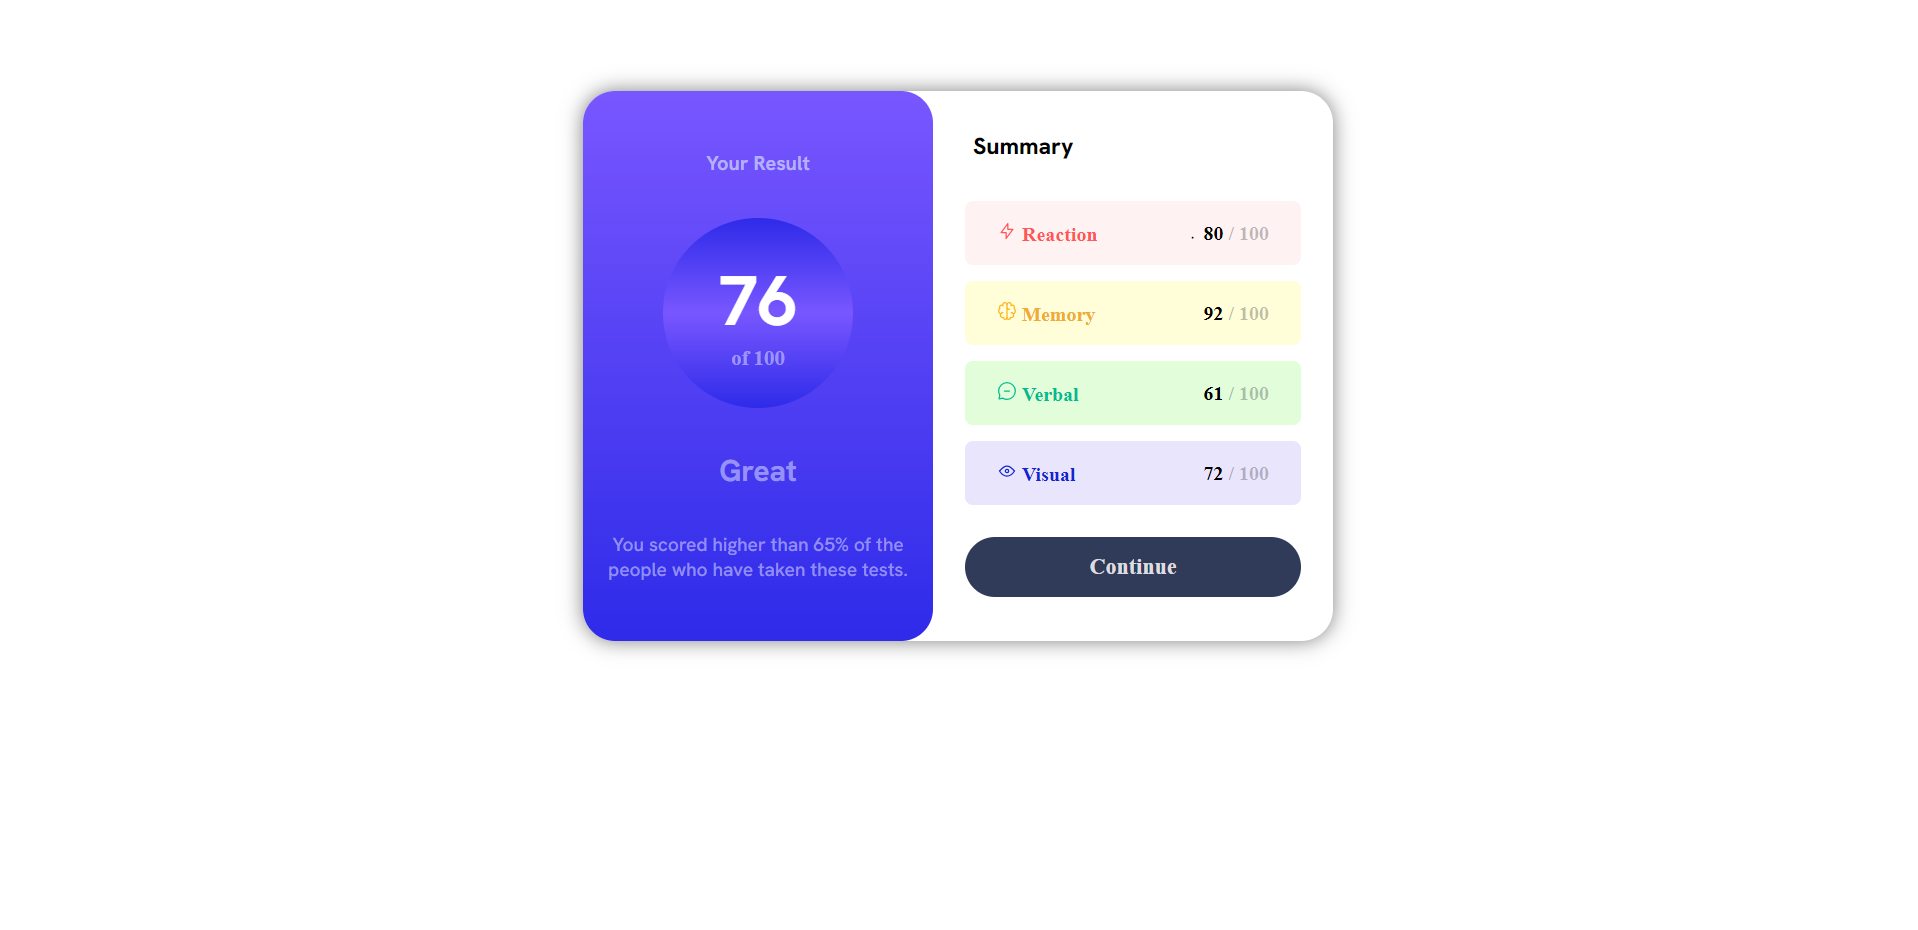 Your Result
76
of 100
Great
You scored higher than 65% of the
people who have taken these tests.
Summary
Reaction . 80 / 100
Memory 92 / 100
Verbal 61 / 100
Visual 72 / 100
Continue